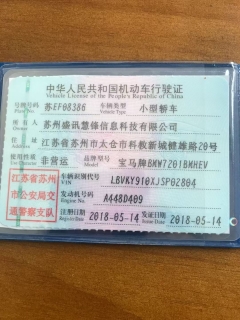 中华人民共和国机动车行驶证
Vehicle License of the People's Republic of China
号牌号码 苏EF08386 车辆类型 小型轿车
Plate No. Vehicle Type
所有人 苏州盛讯慧锋信息科技有限公司
Owner
住址 江苏省苏州市太仓市科教新城健雄路20号
Address
使用性质 非营运 品牌型号 宝马牌BMW7201BMHEV
Use Character Model
江苏省苏州市公安局交通警察支队
车辆识别代号 LBVKY910XJSP02804
VIN
发动机号码 A448D409
Engine No.
注册日期 2018-05-14 发证日期 2018-05-14
Register Date Issue Date